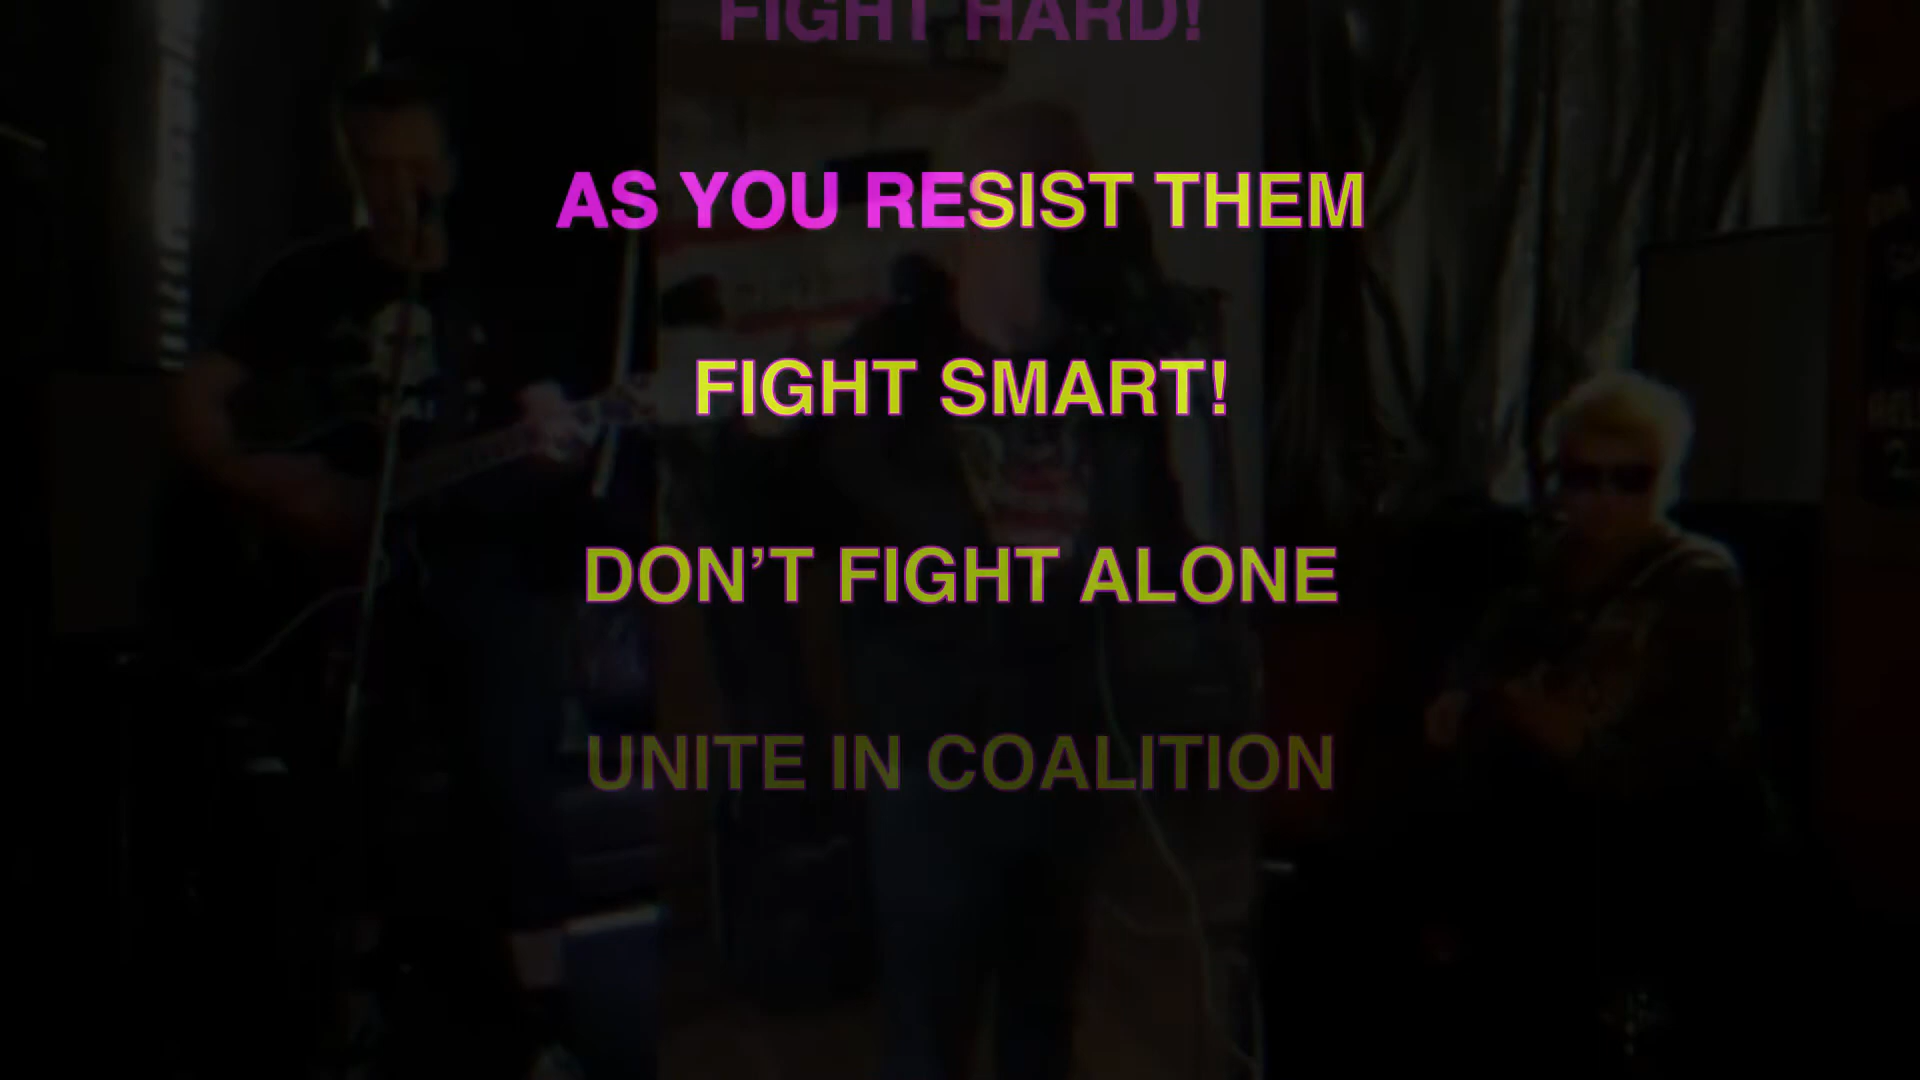 FIGHT HARD!
AS YOU RESIST THEM
FIGHT SMART!
DON’T FIGHT ALONE
UNITE IN COALITION